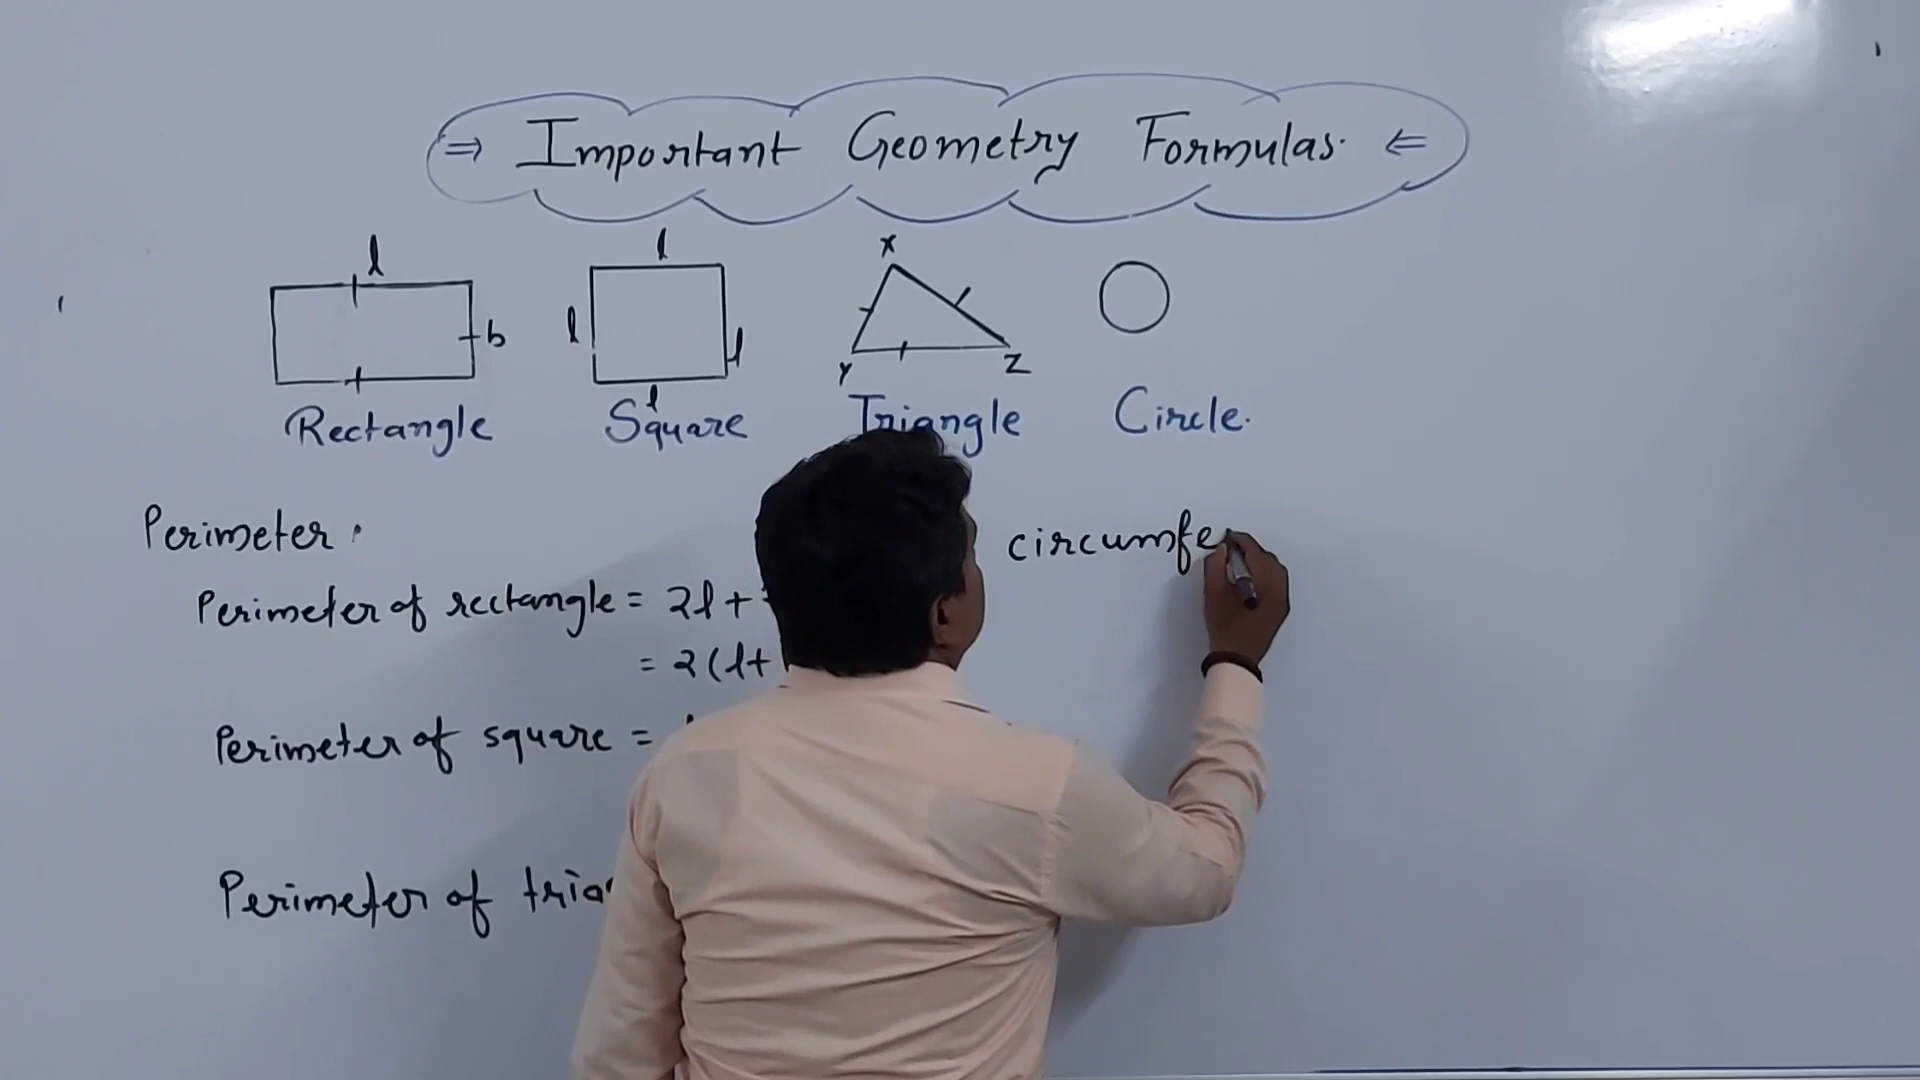 ⇒ Important Geometry Formulas. ⇐
l
b
Rectangle
l
l
l
l
Square
X
Y
Z
Triangle
Circle.
Perimeter :
Perimeter of rectangle = 2l +
= 2(l+
Perimeter of square =
Perimeter of
circumfe